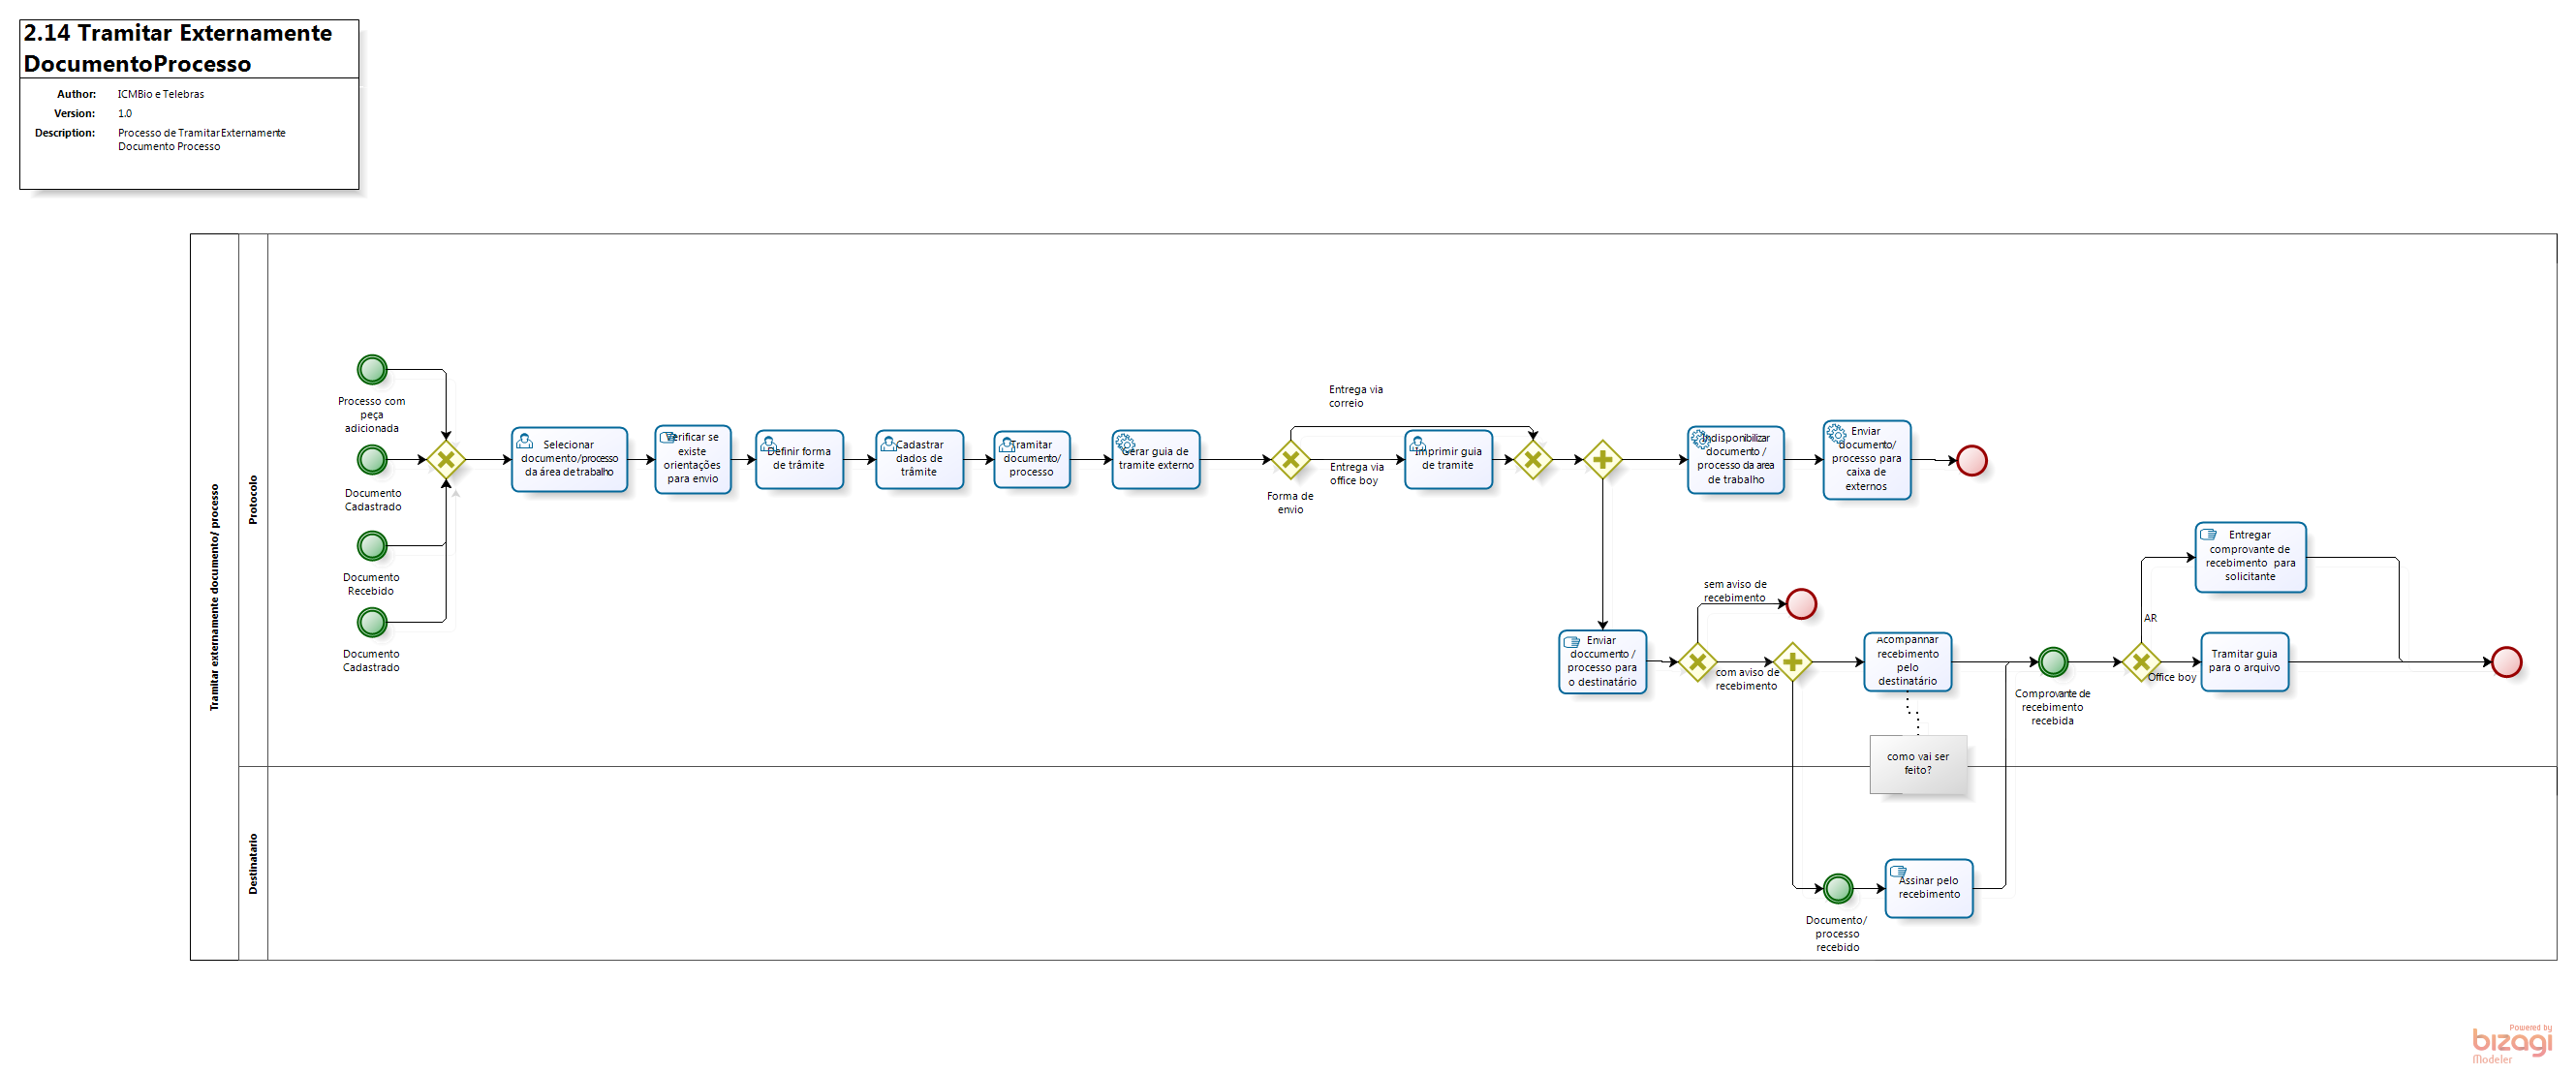 2.14 Tramitar Externamente
DocumentoProcesso
Author: ICMBio e Telebras
Version: 1.0
Description: Processo de Tramitar Externamente
Documento Processo
Tramitar externamente documento/ processo
Protocolo
Processo com
peça
adicionada
Documento
Cadastrado
Documento
Recebido
Documento
Cadastrado
Selecionar
documento/processo
da área de trabalho
Verificar se
existe
orientações
para envio
Definir forma
de trâmite
Cadastrar
dados de
trâmite
Tramitar
documento/
processo
Gerar guia de
tramite externo
Forma de
envio
Entrega via
correio
Entrega via
office boy
Imprimir guia
de tramite
Indisponibilizar
documento /
processo da area
de trabalho
Enviar
documento/
processo para
caixa de
externos
Enviar
doccumento /
processo para
o destinatário
sem aviso de
recebimento
com aviso de
recebimento
Acompanhar
recebimento
pelo
destinatário
como vai ser
feito?
Comprovante de
recebimento
recebida
AR
Office boy
Entregar
comprovante de
recebimento para
solicitante
Tramitar guia
para o arquivo
Destinatario
Documento/
processo
recebido
Assinar pelo
recebimento
Powered by
bizagi
Modeler